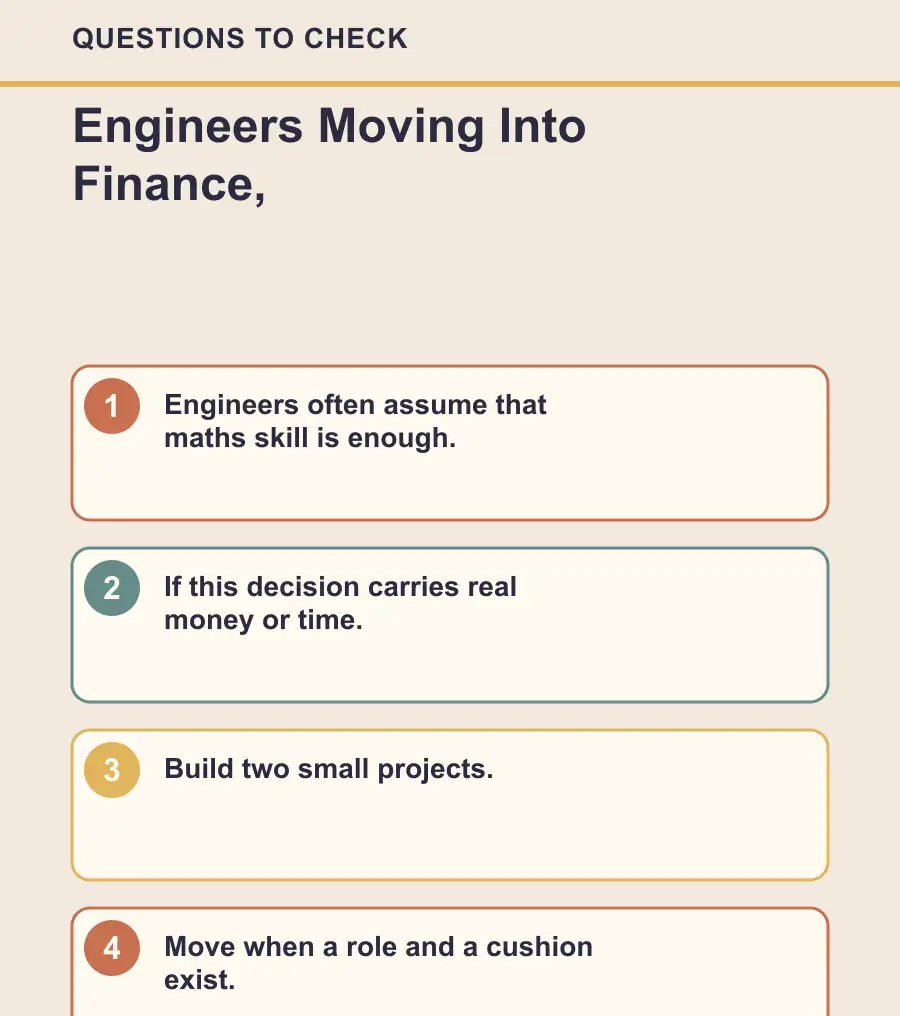 QUESTIONS TO CHECK
Engineers Moving Into
Finance,
1
Engineers often assume that
maths skill is enough.
2
If this decision carries real
money or time.
3
Build two small projects.
4
Move when a role and a cushion
exist.